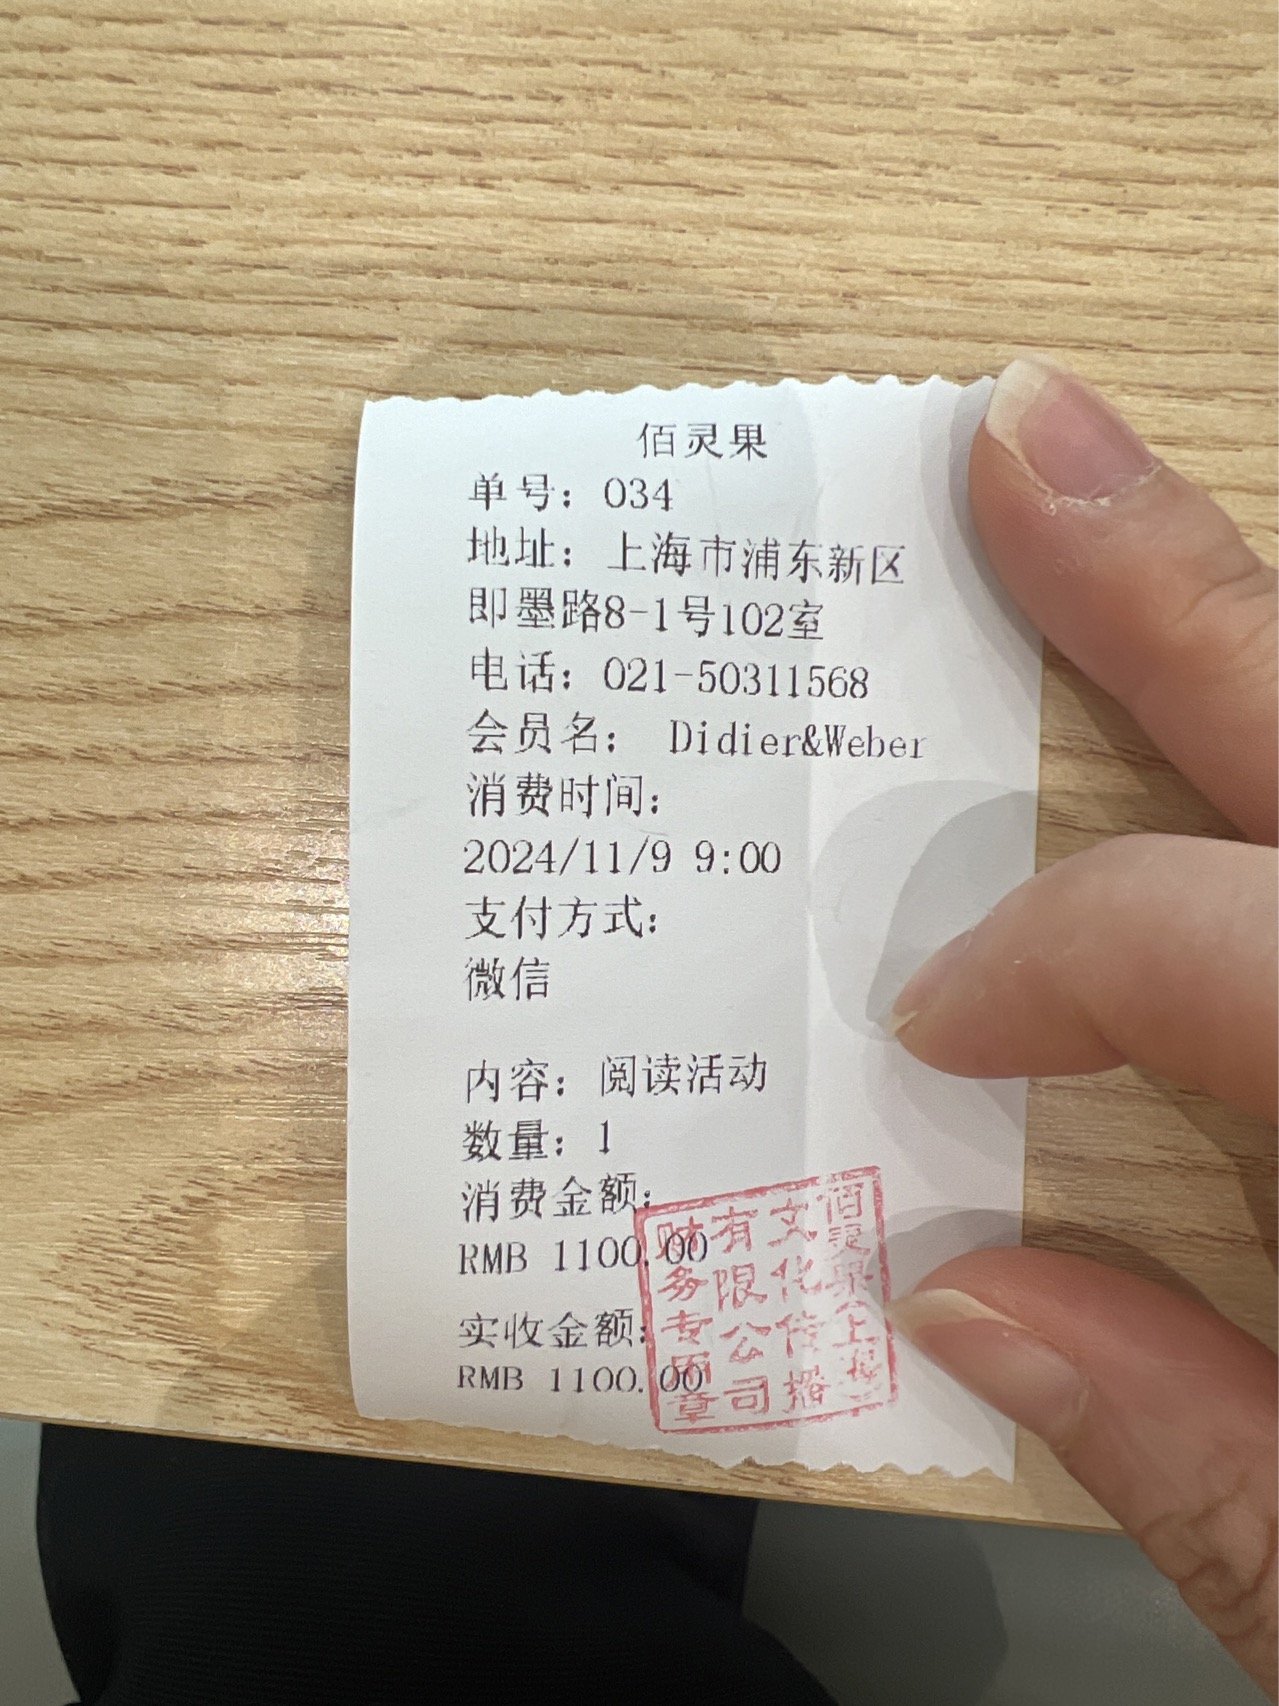 佰灵果
单号：034
地址：上海市浦东新区
即墨路8-1号102室
电话：021-50311568
会员名： Didier&Weber
消费时间：
2024/11/9 9:00
支付方式：
微信
内容：阅读活动
数量：1
消费金额：
RMB 1100.00
实收金额：
RMB 1100.00
佰灵果(上海)
文化传播
有限公司
财务专用章